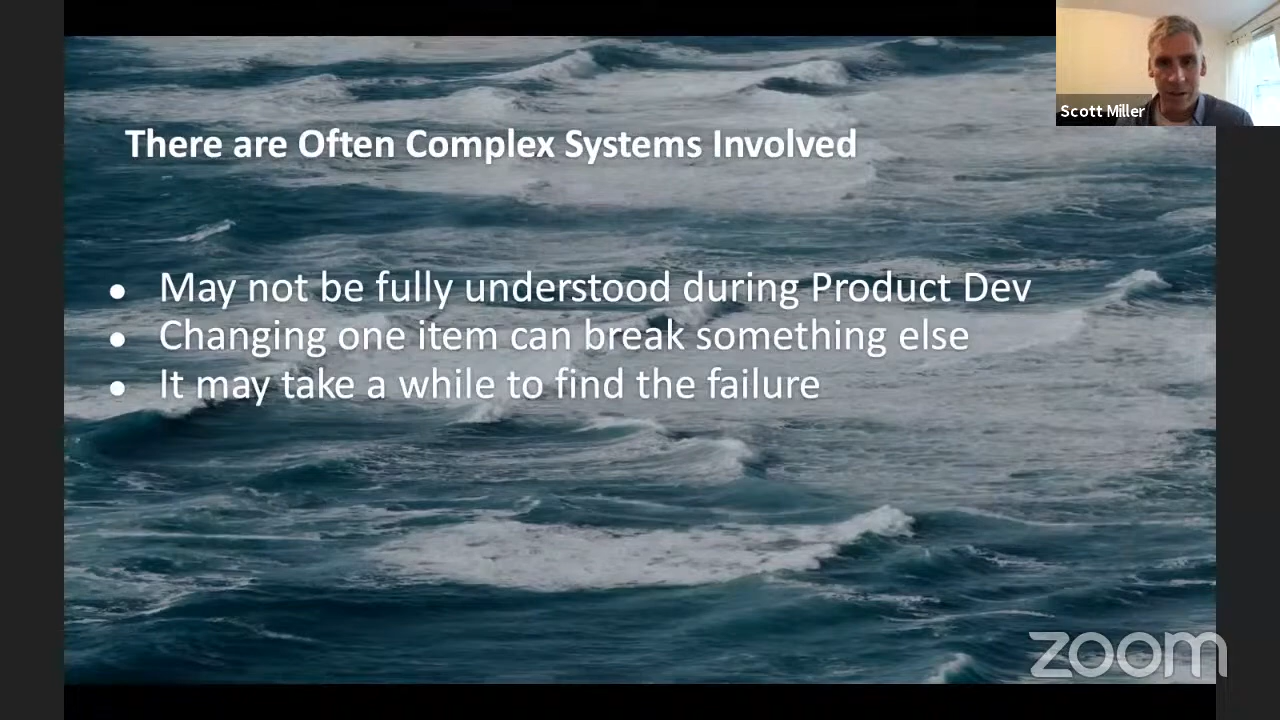 Scott Miller
There are Often Complex Systems Involved
● May not be fully understood during Product Dev
● Changing one item can break something else
● It may take a while to find the failure
zoom